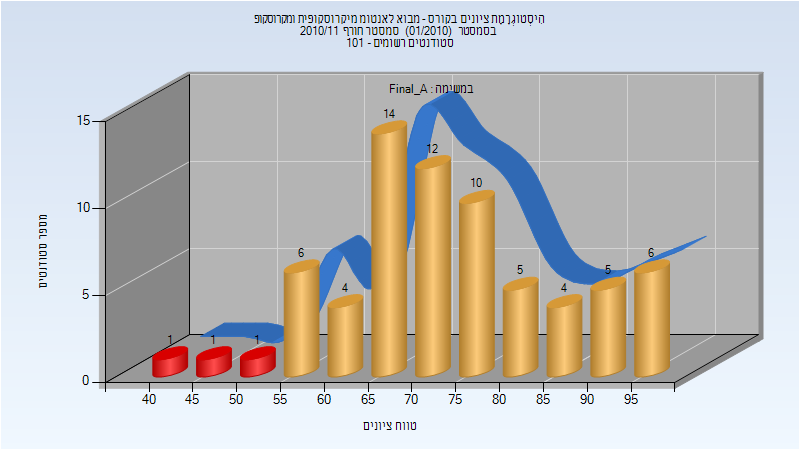 היסטוגרמת ציונים בקורס - מבוא לאנטומ מיקרוסקופית ומקרוסקופ
בסמסטר (01/2010) סמסטר חורף 2010/11
סטודנטים רשומים - 101
במשימה : Final_A
15
10
5
0
מספר סטודנטים
1
1
1
6
4
14
12
10
5
4
5
6
40 45 50 55 60 65 70 75 80 85 90 95
טווח ציונים